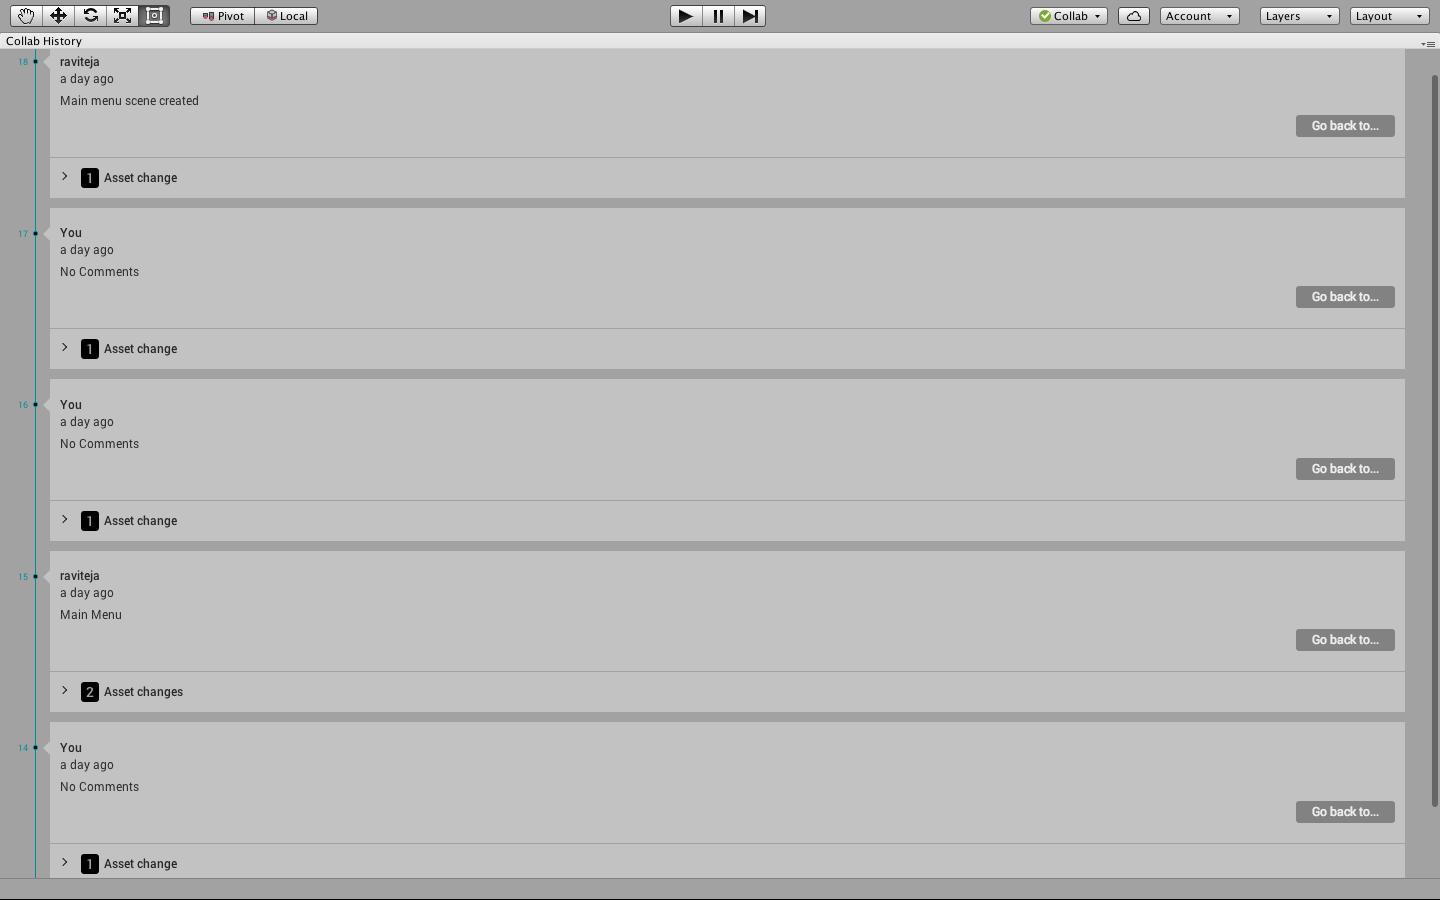 Pivot Local Collab Account Layers Layout
Collab History
18 raviteja
a day ago
Main menu scene created
Go back to...
1 Asset change
17 You
a day ago
No Comments
Go back to...
1 Asset change
16 You
a day ago
No Comments
Go back to...
1 Asset change
15 raviteja
a day ago
Main Menu
Go back to...
2 Asset changes
14 You
a day ago
No Comments
Go back to...
1 Asset change